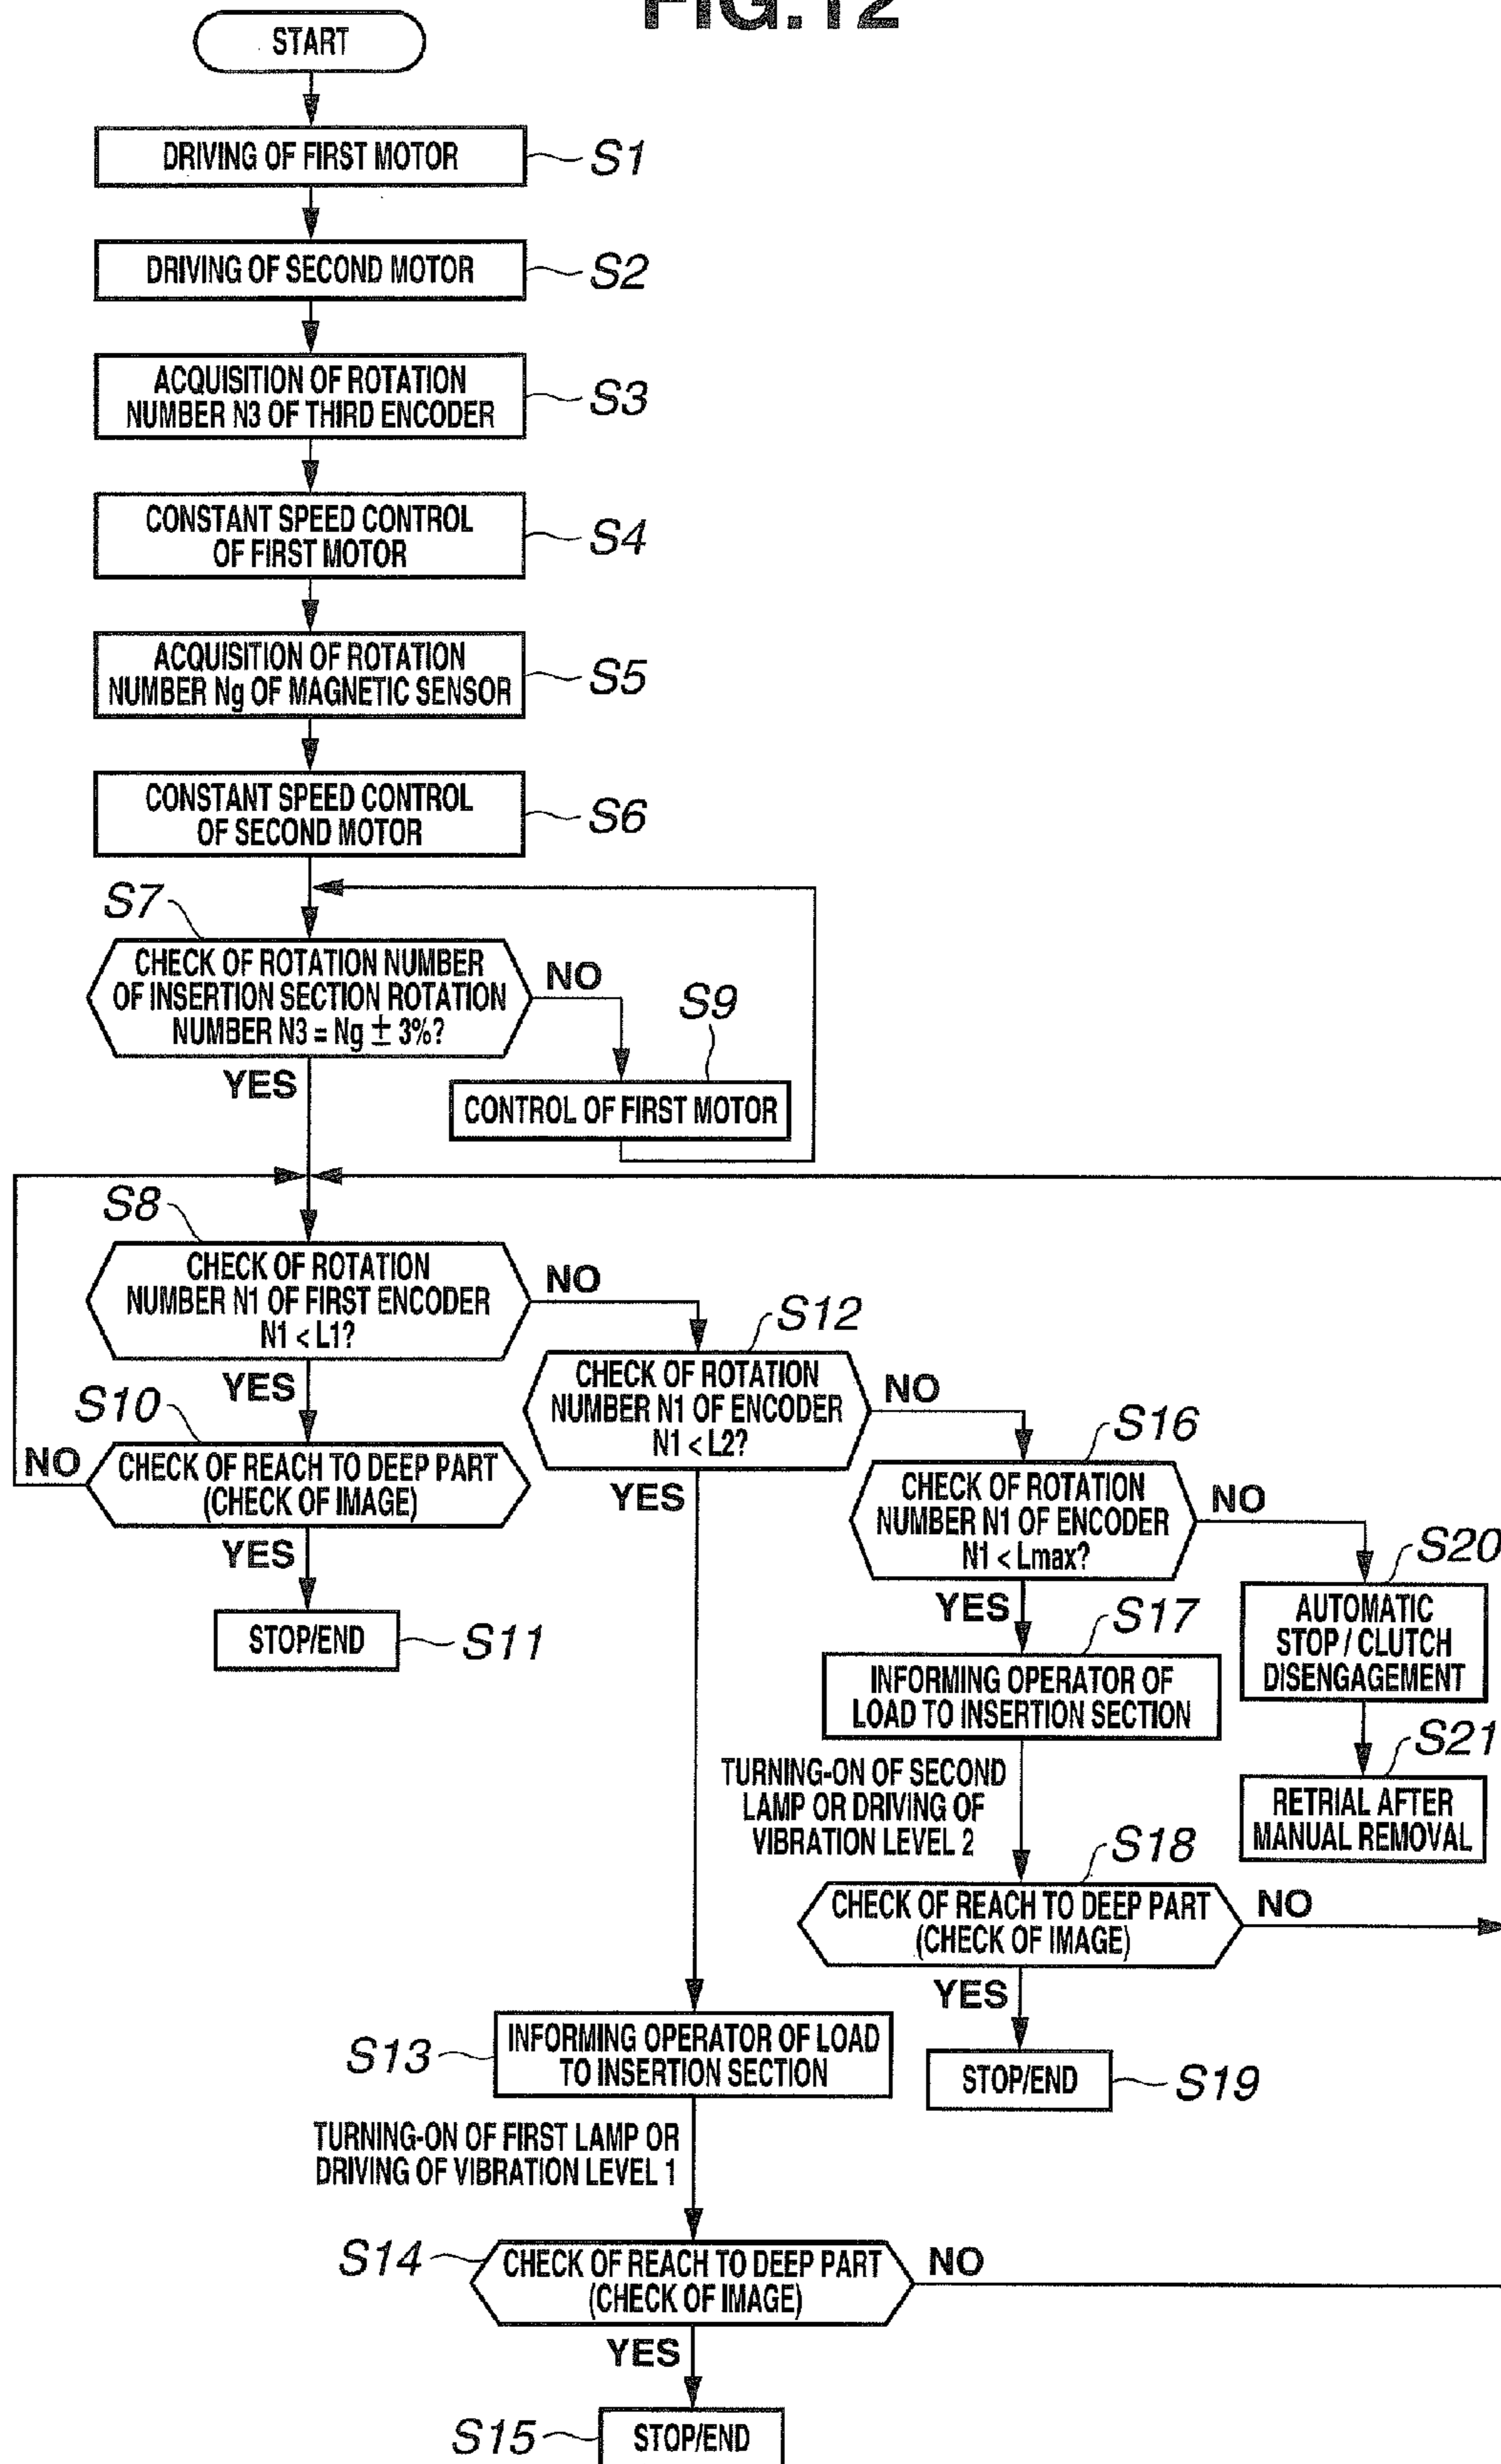 FIG.12
START
DRIVING OF FIRST MOTOR
S1
DRIVING OF SECOND MOTOR
S2
ACQUISITION OF ROTATION
NUMBER N3 OF THIRD ENCODER
S3
CONSTANT SPEED CONTROL
OF FIRST MOTOR
S4
ACQUISITION OF ROTATION
NUMBER Ng OF MAGNETIC SENSOR
S5
CONSTANT SPEED CONTROL
OF SECOND MOTOR
S6
S7
CHECK OF ROTATION NUMBER
OF INSERTION SECTION ROTATION
NUMBER N3 = Ng ± 3%?
NO
YES
S9
CONTROL OF FIRST MOTOR
S8
CHECK OF ROTATION
NUMBER N1 OF FIRST ENCODER
N1 < L1?
NO
YES
S10
NO
CHECK OF REACH TO DEEP PART
(CHECK OF IMAGE)
YES
STOP/END
S11
S12
CHECK OF ROTATION
NUMBER N1 OF ENCODER
N1 < L2?
NO
YES
S16
CHECK OF ROTATION
NUMBER N1 OF ENCODER
N1 < Lmax?
NO
YES
S20
AUTOMATIC
STOP / CLUTCH
DISENGAGEMENT
S21
RETRIAL AFTER
MANUAL REMOVAL
S17
INFORMING OPERATOR OF
LOAD TO INSERTION SECTION
TURNING-ON OF SECOND
LAMP OR DRIVING OF
VIBRATION LEVEL 2
S18
CHECK OF REACH TO DEEP PART
(CHECK OF IMAGE)
NO
YES
STOP/END
S19
S13
INFORMING OPERATOR OF LOAD
TO INSERTION SECTION
TURNING-ON OF FIRST LAMP OR
DRIVING OF VIBRATION LEVEL 1
S14
CHECK OF REACH TO DEEP PART
(CHECK OF IMAGE)
NO
YES
S15
STOP/END